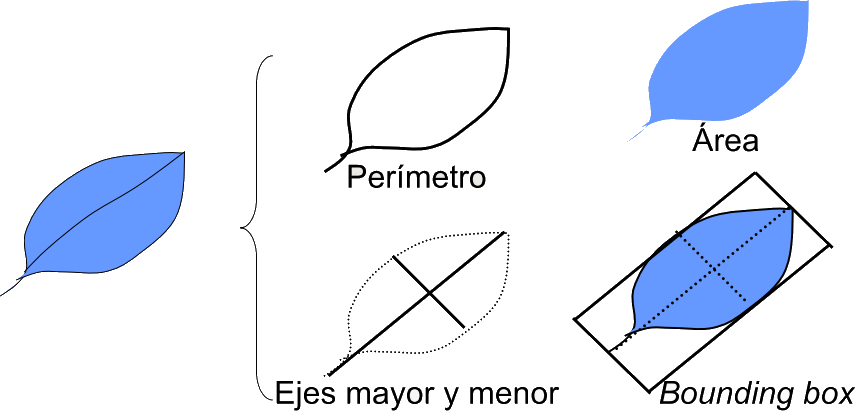 Perímetro
Área
Ejes mayor y menor
Bounding box